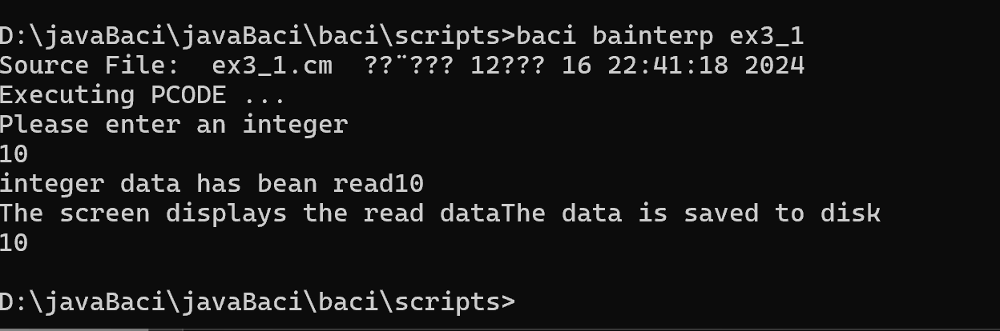 D:\javaBaci\javaBaci\baci\scripts>baci bainterp ex3_1
Source File:  ex3_1.cm  ??¨??? 12??? 16 22:41:18 2024
Executing PCODE ...
Please enter an integer
10
integer data has bean read10
The screen displays the read dataThe data is saved to disk
10
D:\javaBaci\javaBaci\baci\scripts>